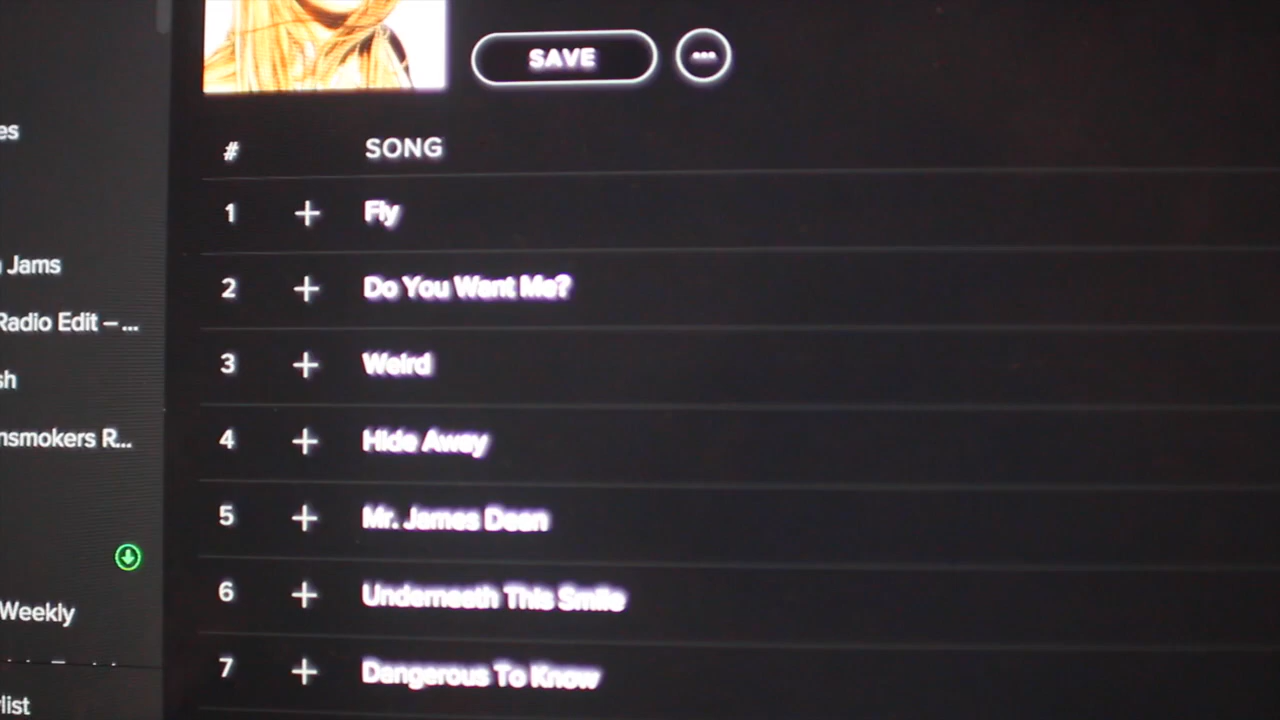 SAVE
# SONG
1 + Fly
2 + Do You Want Me?
3 + Weird
4 + Hide Away
5 + Mr. James Dean
6 + Underneath This Smile
7 + Dangerous To Know
es
Jams
Radio Edit – ...
sh
nsmokers R...
Weekly
list